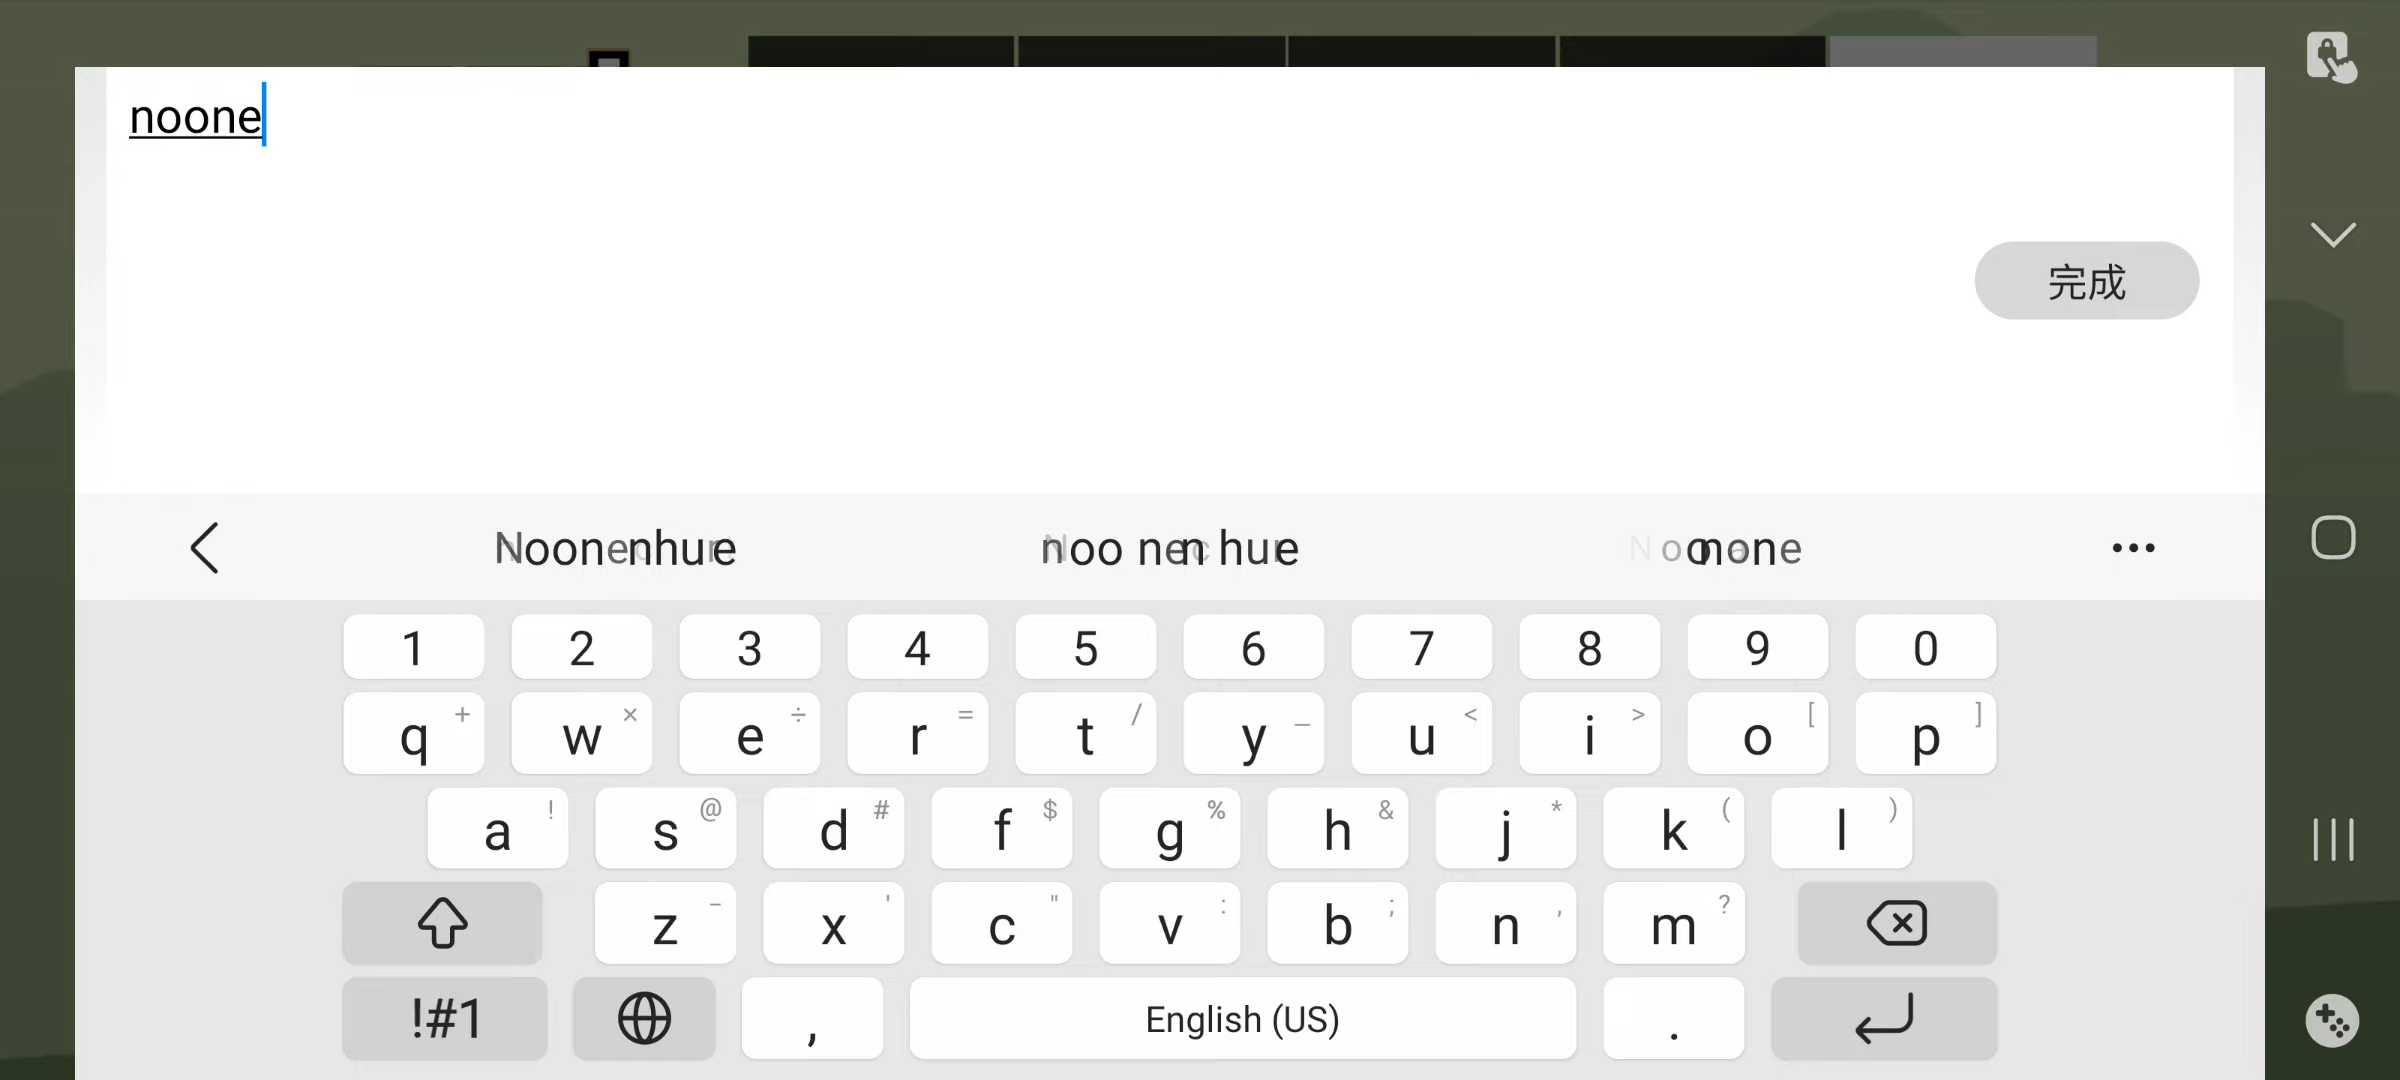 noone
完成
1 2 3 4 5 6 7 8 9 0
q + w × e ÷ r = t / y _ u < i > o [ p ]
a ! s @ d # f $ g % h & j * k ( l )
z - x ' c " v : b ; n , m ?
!#1 , English (US) .